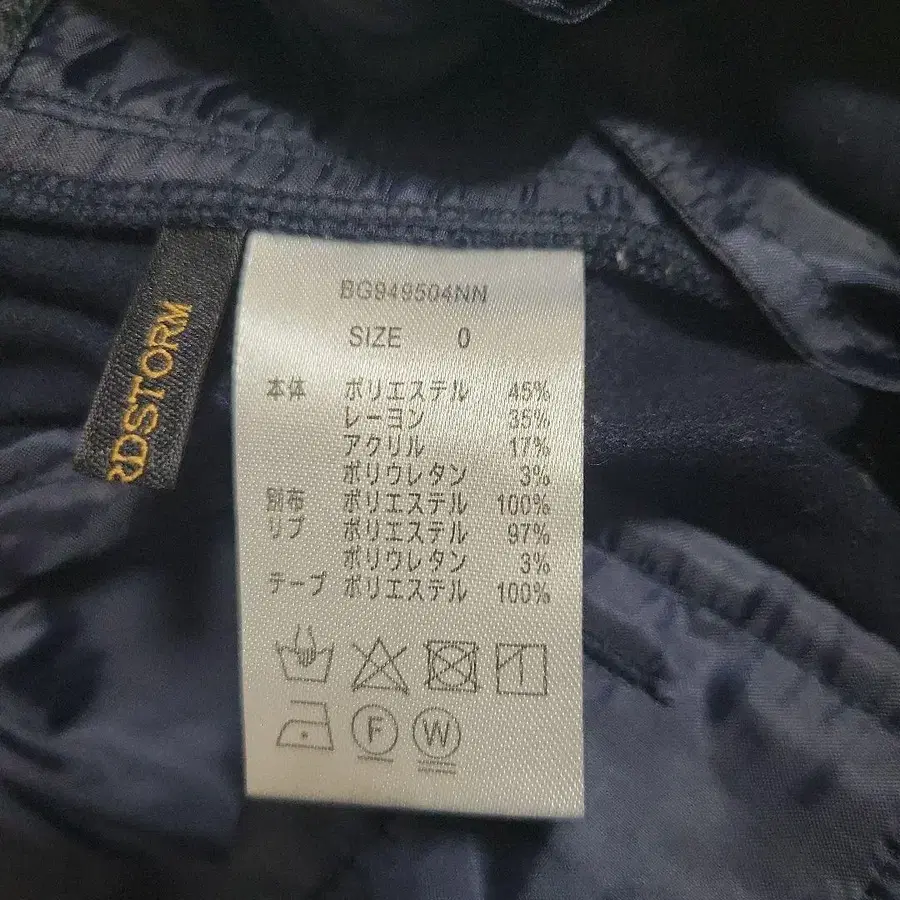 RDSTORM
BG949504NN
SIZE 0
本体 ポリエステル 45%
レーヨン 35%
アクリル 17%
ポリウレタン 3%
別布 ポリエステル 100%
リブ ポリエステル 97%
ポリウレタン 3%
テープ ポリエステル 100%
F W